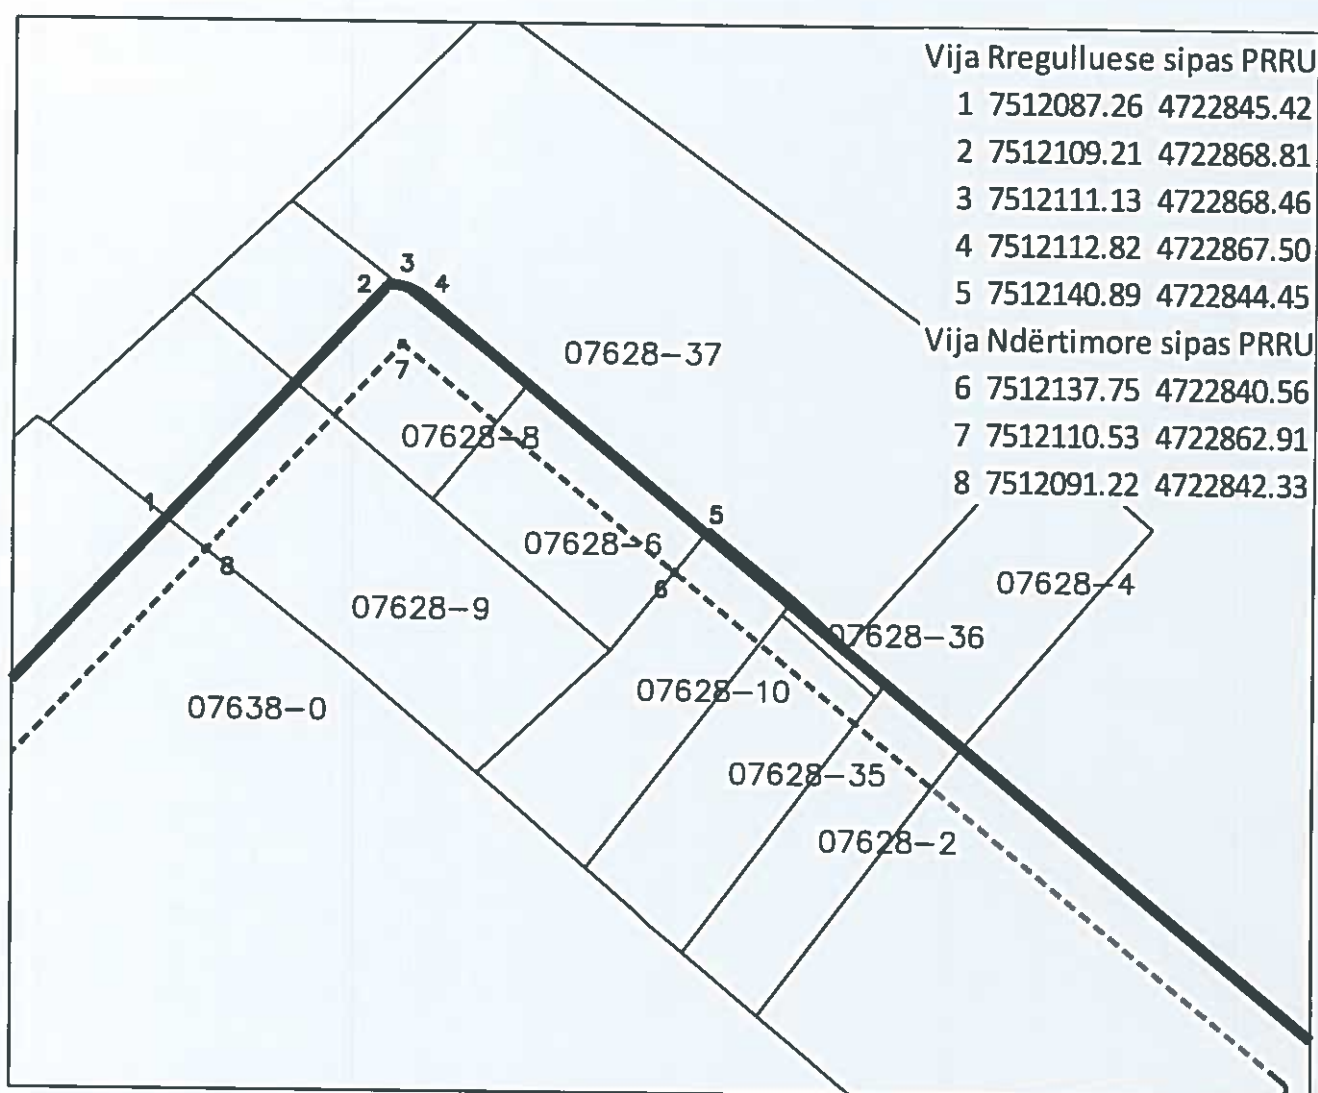 Vija Rregulluese sipas PRRU
1 7512087.26 4722845.42
2 7512109.21 4722868.81
3 7512111.13 4722868.46
4 7512112.82 4722867.50
5 7512140.89 4722844.45
Vija Ndërtimore sipas PRRU
6 7512137.75 4722840.56
7 7512110.53 4722862.91
8 7512091.22 4722842.33
3
2
4
07628-37
7
07628-8
1
5
07628-6
8
6
07628-4
07628-9
07628-36
07628-10
07638-0
07628-35
07628-2